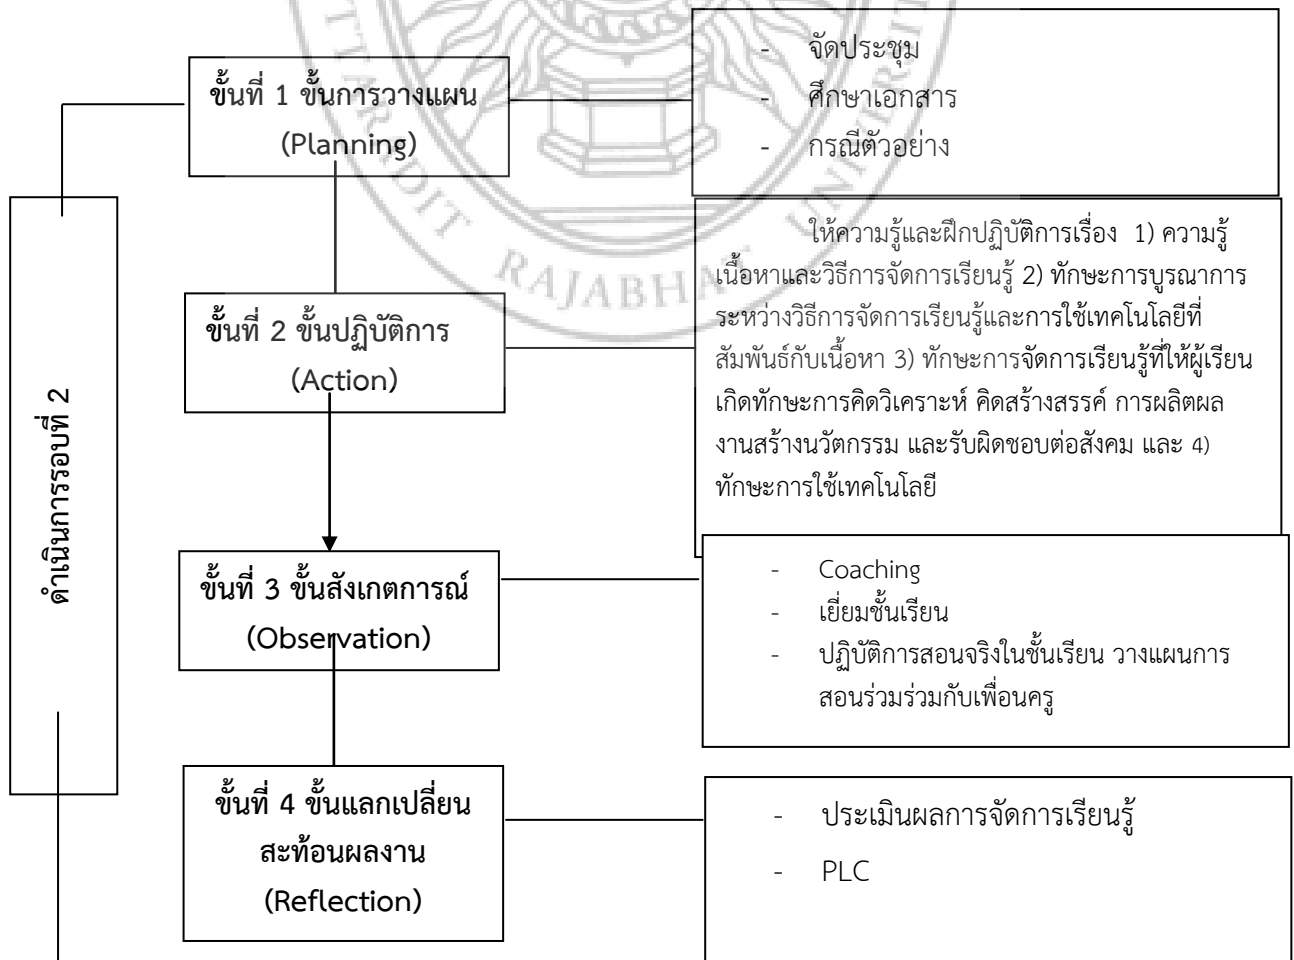 ดำเนินการรอบที่ 2
ขั้นที่ 1 ขั้นการวางแผน
(Planning)
- จัดประชุม
- ศึกษาเอกสาร
- กรณีตัวอย่าง
ขั้นที่ 2 ขั้นปฏิบัติการ
(Action)
ให้ความรู้และฝึกปฏิบัติการเรื่อง 1) ความรู้
เนื้อหาและวิธีการจัดการเรียนรู้ 2) ทักษะการบูรณาการ
ระหว่างวิธีการจัดการเรียนรู้และการใช้เทคโนโลยีที่
สัมพันธ์กับเนื้อหา 3) ทักษะการจัดการเรียนรู้ที่ให้ผู้เรียน
เกิดทักษะการคิดวิเคราะห์ คิดสร้างสรรค์ การผลิตผล
งานสร้างนวัตกรรม และรับผิดชอบต่อสังคม และ 4)
ทักษะการใช้เทคโนโลยี
ขั้นที่ 3 ขั้นสังเกตการณ์
(Observation)
- Coaching
- เยี่ยมชั้นเรียน
- ปฏิบัติการสอนจริงในชั้นเรียน วางแผนการ
สอนร่วมร่วมกับเพื่อนครู
ขั้นที่ 4 ขั้นแลกเปลี่ยน
สะท้อนผลงาน
(Reflection)
- ประเมินผลการจัดการเรียนรู้
- PLC
RAJABHAT